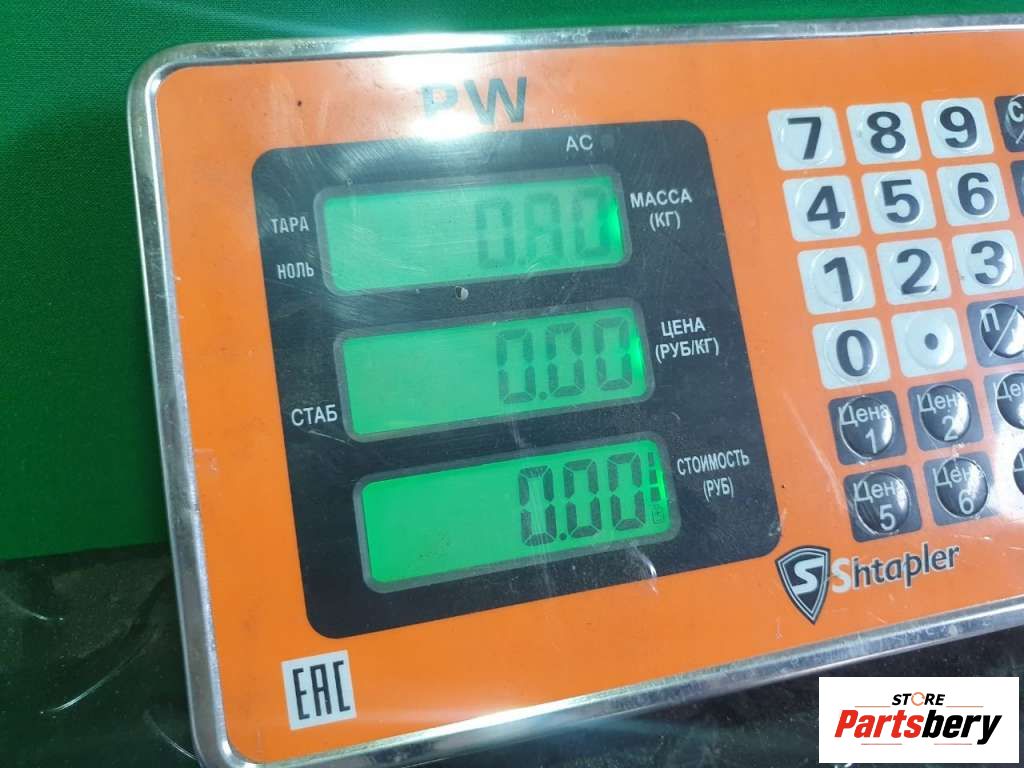 PW
AC
ТАРА
НОЛЬ
0.80
МАССА
(КГ)
0.00
ЦЕНА
(РУБ/КГ)
СТАБ
0.00
СТОИМОСТЬ
(РУБ)
7 8 9 C
4 5 6
1 2 3
0 .
Цена 1
Цена 2
Цена 5
Цена 6
Shtapler
EAC
STORE
Partsbery